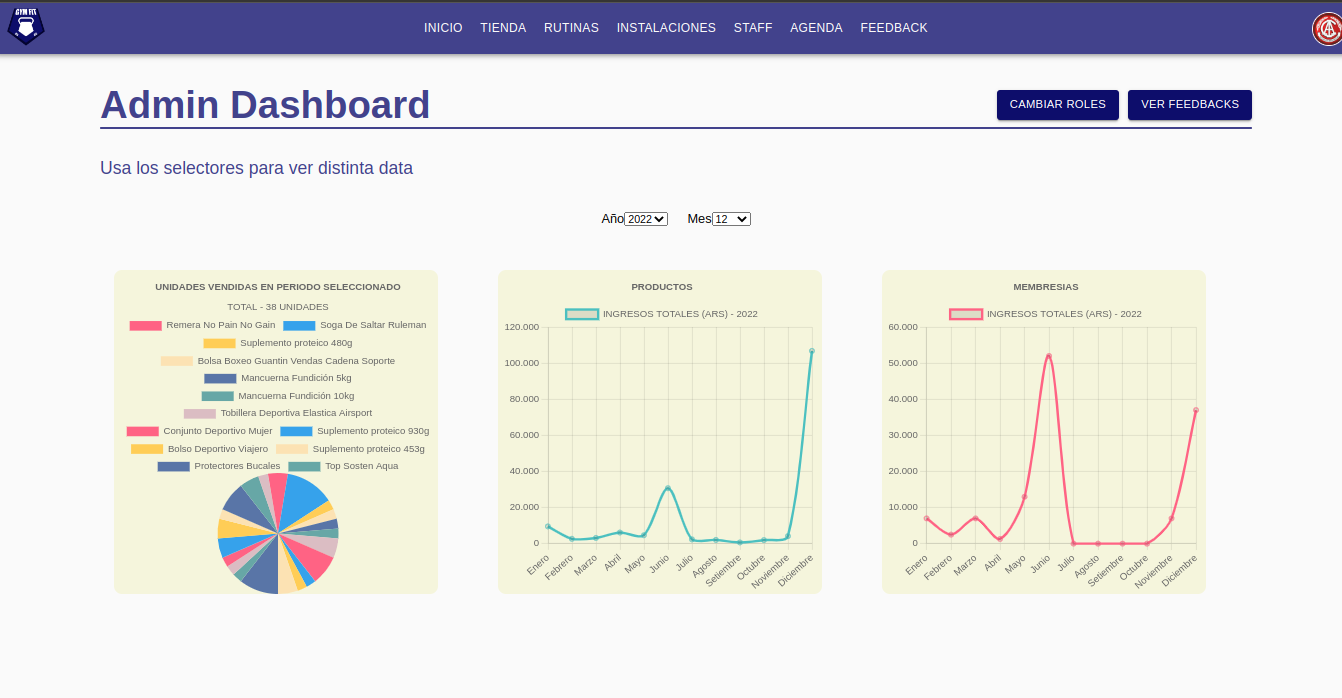 GYM FIT
INICIO TIENDA RUTINAS INSTALACIONES STAFF AGENDA FEEDBACK
Admin Dashboard
CAMBIAR ROLES VER FEEDBACKS
Usa los selectores para ver distinta data
Año 2022 Mes 12
UNIDADES VENDIDAS EN PERIODO SELECCIONADO
TOTAL - 38 UNIDADES
Remera No Pain No Gain Soga De Saltar Ruleman
Suplemento proteico 480g
Bolsa Boxeo Guantin Vendas Cadena Soporte
Mancuerna Fundición 5kg
Mancuerna Fundición 10kg
Tobillera Deportiva Elastica Airsport
Conjunto Deportivo Mujer Suplemento proteico 930g
Bolso Deportivo Viajero Suplemento proteico 453g
Protectores Bucales Top Sosten Aqua
PRODUCTOS
INGRESOS TOTALES (ARS) - 2022
120.000
100.000
80.000
60.000
40.000
20.000
0
Enero Febrero Marzo Abril Mayo Junio Julio Agosto Setiembre Octubre Noviembre Diciembre
MEMBRESIAS
INGRESOS TOTALES (ARS) - 2022
60.000
50.000
40.000
30.000
20.000
10.000
0
Enero Febrero Marzo Abril Mayo Junio Julio Agosto Setiembre Octubre Noviembre Diciembre